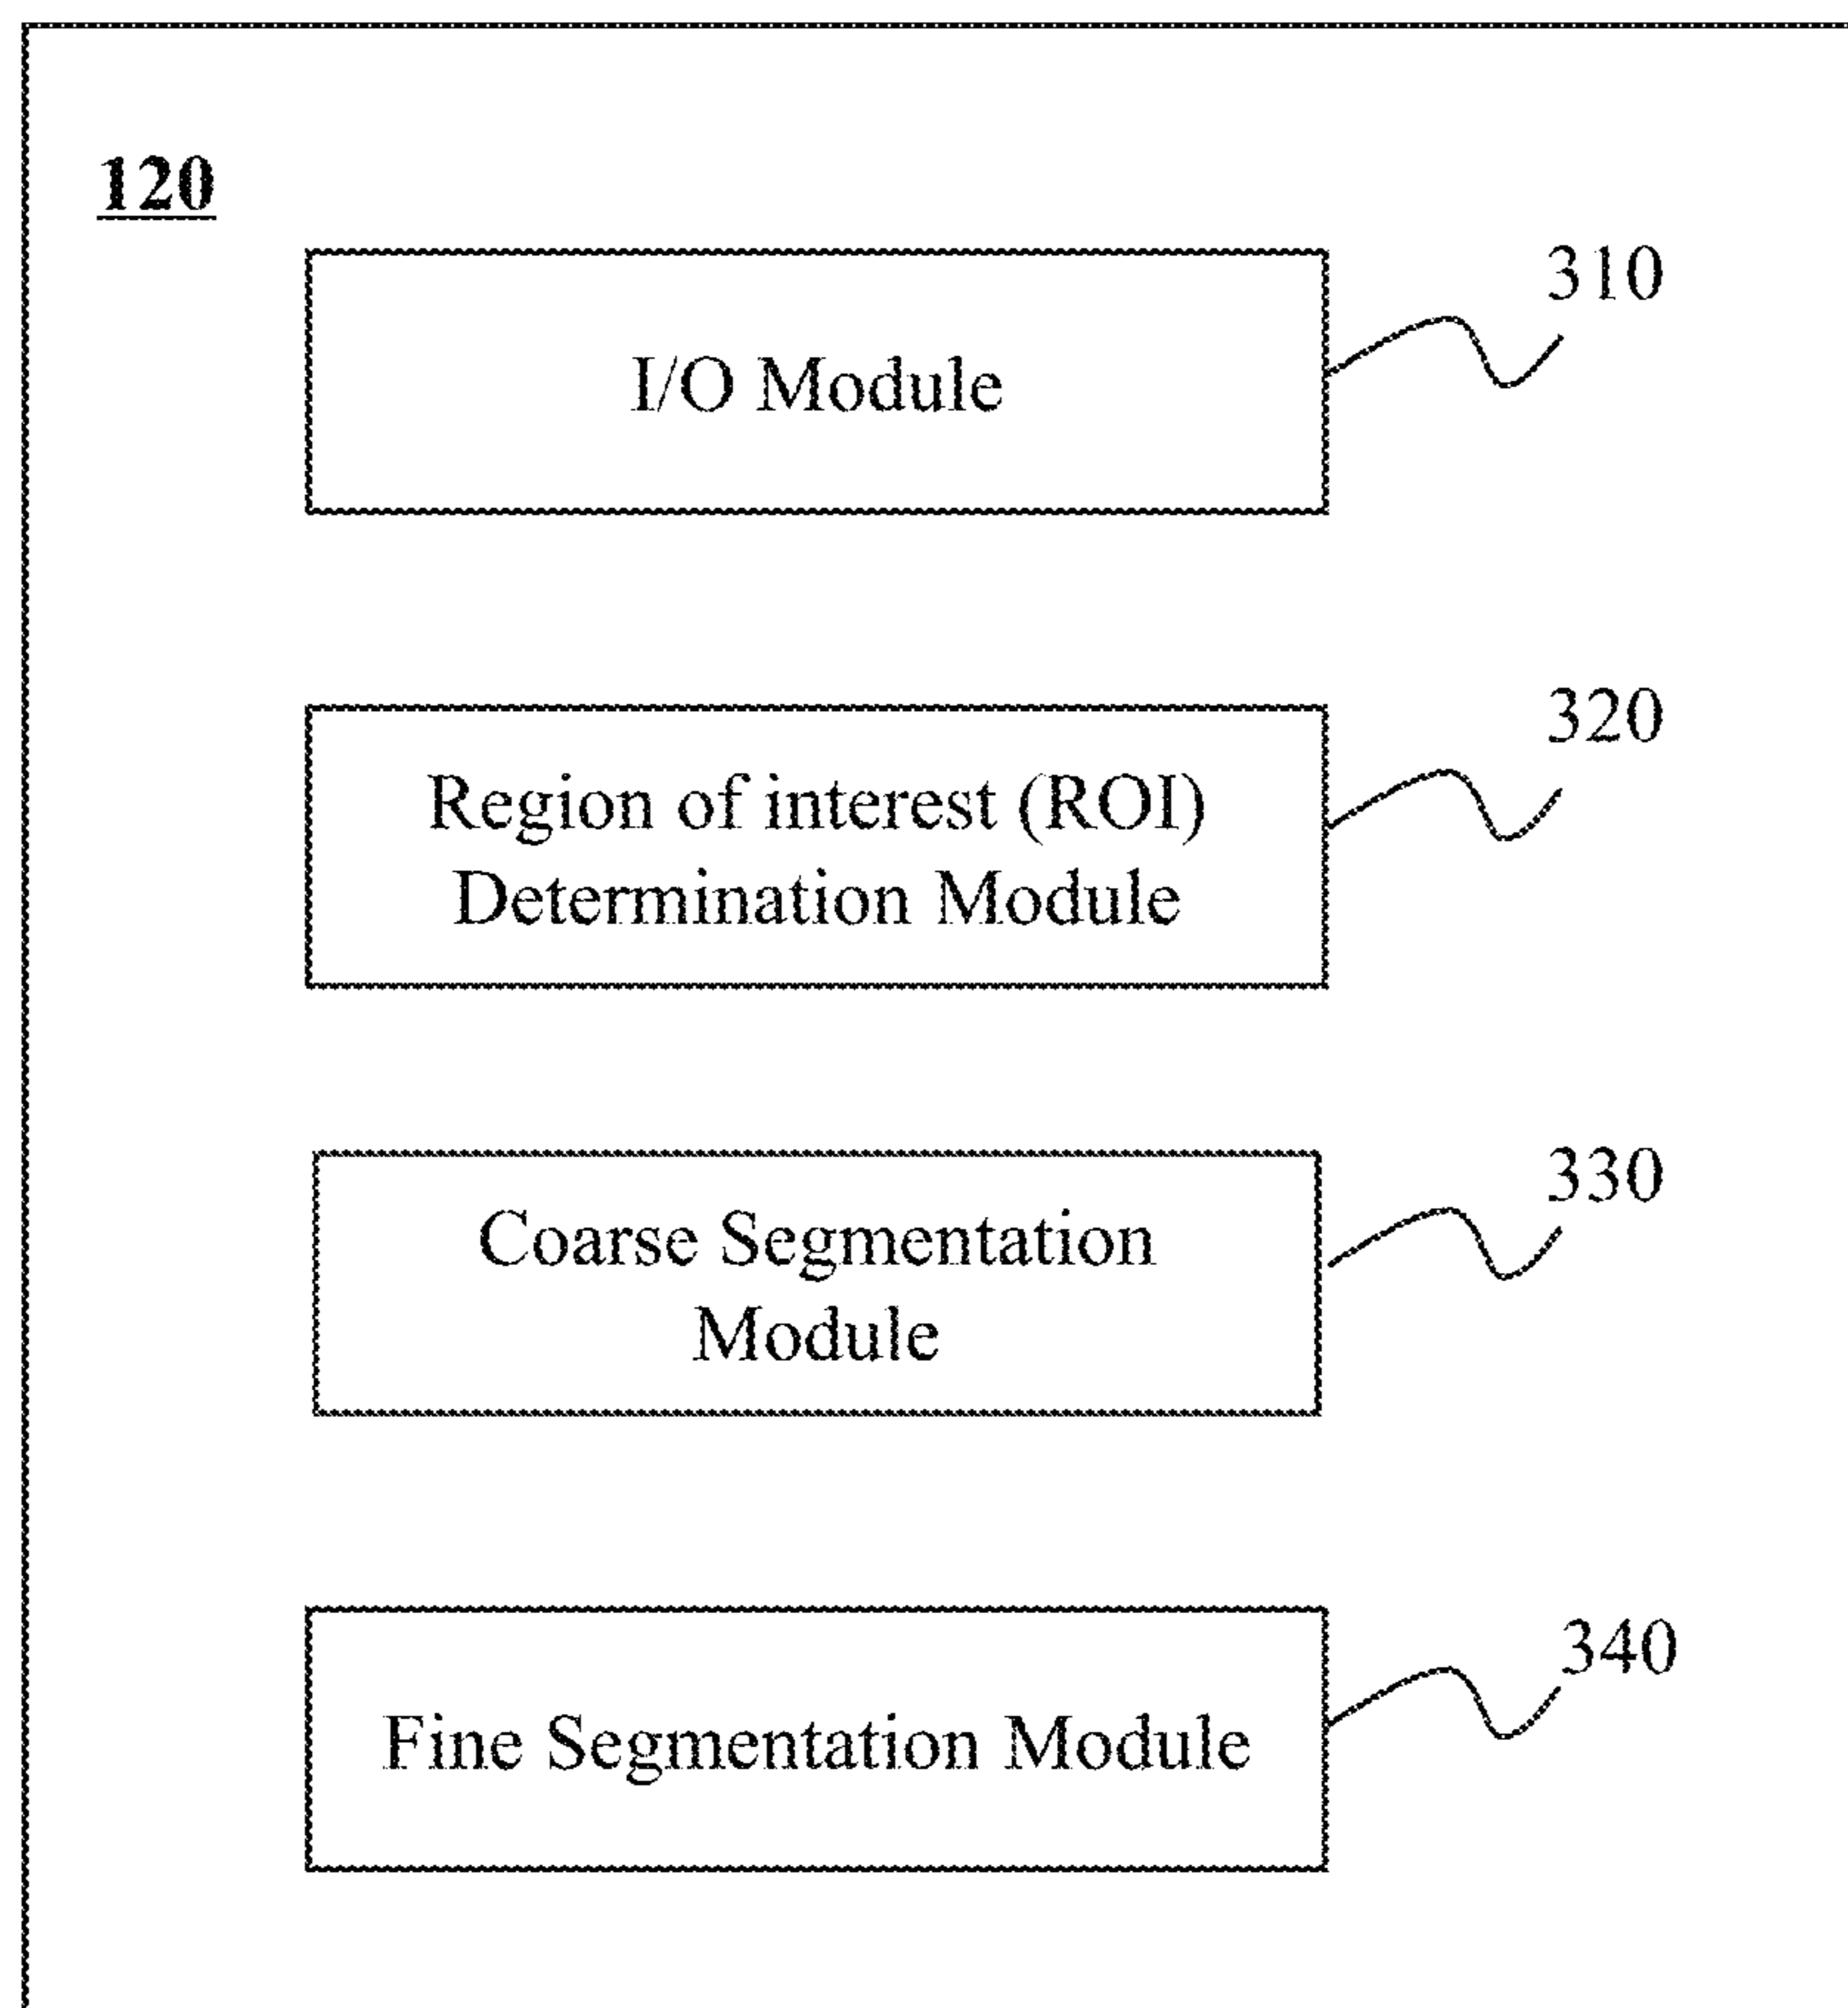 120
310
I/O Module
320
Region of interest (ROI)
Determination Module
330
Coarse Segmentation
Module
340
Fine Segmentation Module